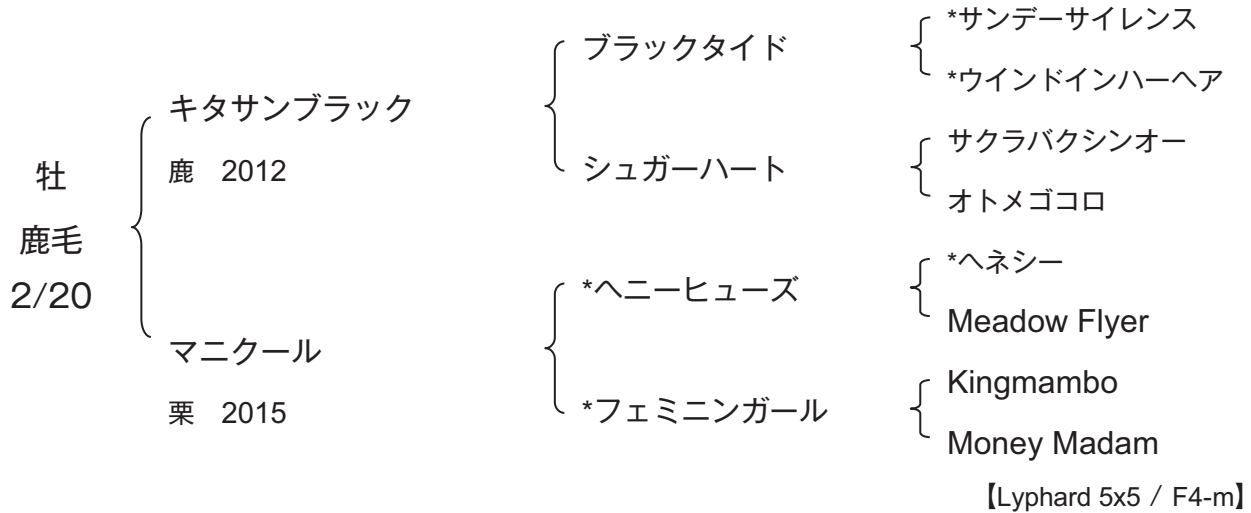 牡
鹿毛
2/20
キタサンブラック
鹿 2012
マニクール
栗 2015
ブラックタイド
シュガーハート
*ヘニーヒューズ
*フェミニンガール
*サンデーサイレンス
*ウインドインハーヘア
サクラバクシンオー
オトメゴコロ
*ヘネシー
Meadow Flyer
Kingmambo
Money Madam
【Lyphard 5x5 / F4-m】